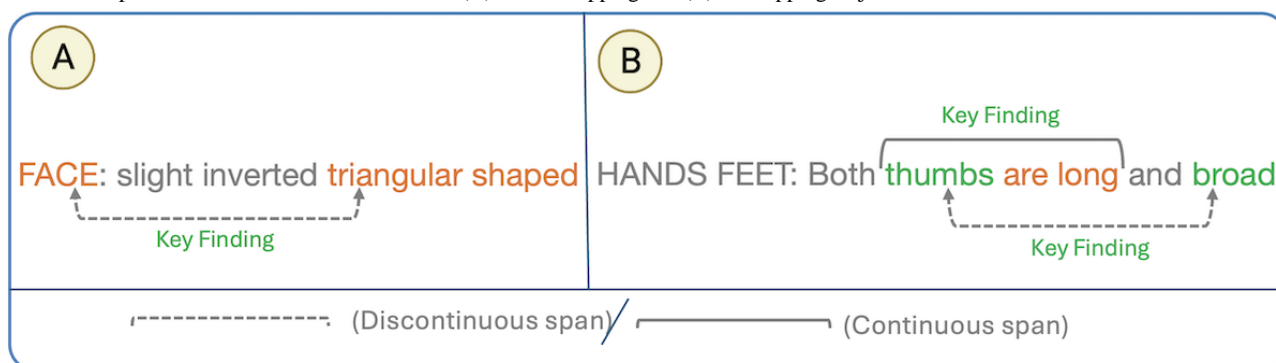 A
B
Key Finding
FACE: slight inverted triangular shaped
HANDS FEET: Both thumbs are long and broad
Key Finding
Key Finding
(Discontinuous span)
(Continuous span)